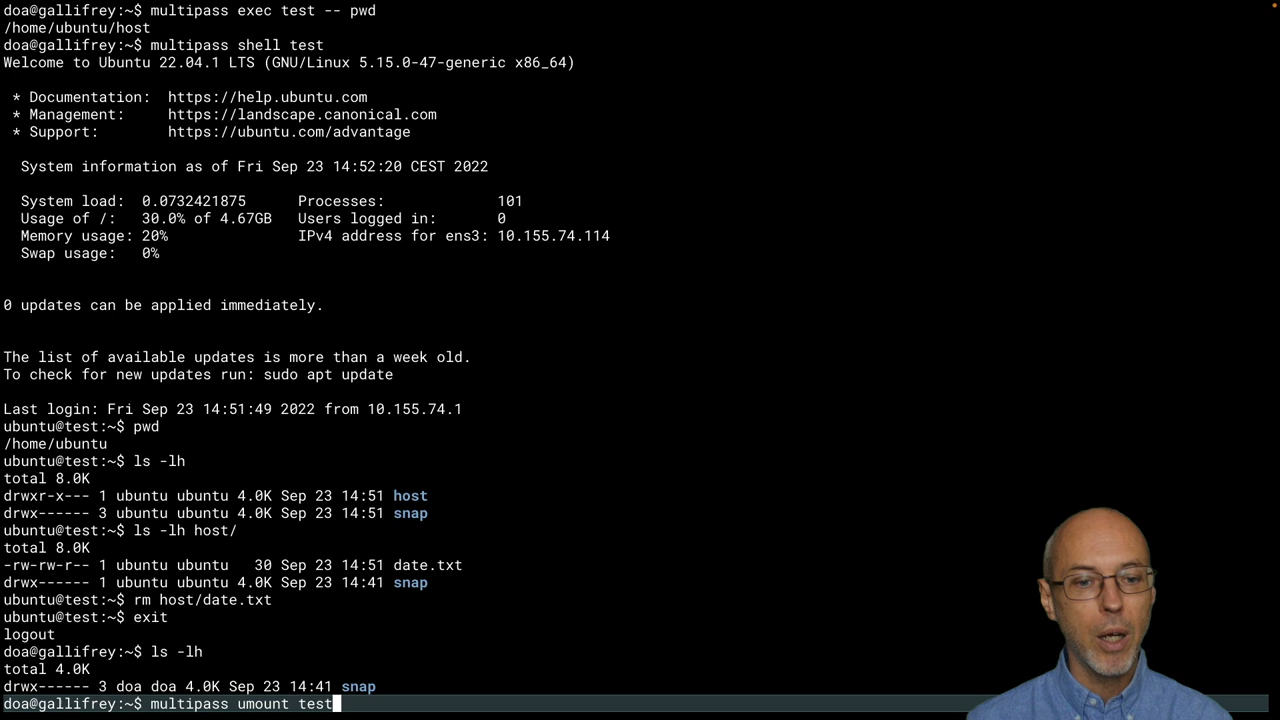 doa@gallifrey:~$ multipass exec test -- pwd
/home/ubuntu/host
doa@gallifrey:~$ multipass shell test
Welcome to Ubuntu 22.04.1 LTS (GNU/Linux 5.15.0-47-generic x86_64)
* Documentation:  https://help.ubuntu.com
* Management:     https://landscape.canonical.com
* Support:        https://ubuntu.com/advantage
System information as of Fri Sep 23 14:52:20 CEST 2022
System load:  0.0732421875      Processes:             101
Usage of /:   30.0% of 4.67GB   Users logged in:       0
Memory usage: 20%               IPv4 address for ens3: 10.155.74.114
Swap usage:   0%
0 updates can be applied immediately.
The list of available updates is more than a week old.
To check for new updates run: sudo apt update
Last login: Fri Sep 23 14:51:49 2022 from 10.155.74.1
ubuntu@test:~$ pwd
/home/ubuntu
ubuntu@test:~$ ls -lh
total 8.0K
drwxr-x--- 1 ubuntu ubuntu 4.0K Sep 23 14:51 host
drwx------ 3 ubuntu ubuntu 4.0K Sep 23 14:51 snap
ubuntu@test:~$ ls -lh host/
total 8.0K
-rw-rw-r-- 1 ubuntu ubuntu   30 Sep 23 14:51 date.txt
drwx------ 1 ubuntu ubuntu 4.0K Sep 23 14:41 snap
ubuntu@test:~$ rm host/date.txt
ubuntu@test:~$ exit
logout
doa@gallifrey:~$ ls -lh
total 4.0K
drwx------ 3 doa doa 4.0K Sep 23 14:41 snap
doa@gallifrey:~$ multipass umount test